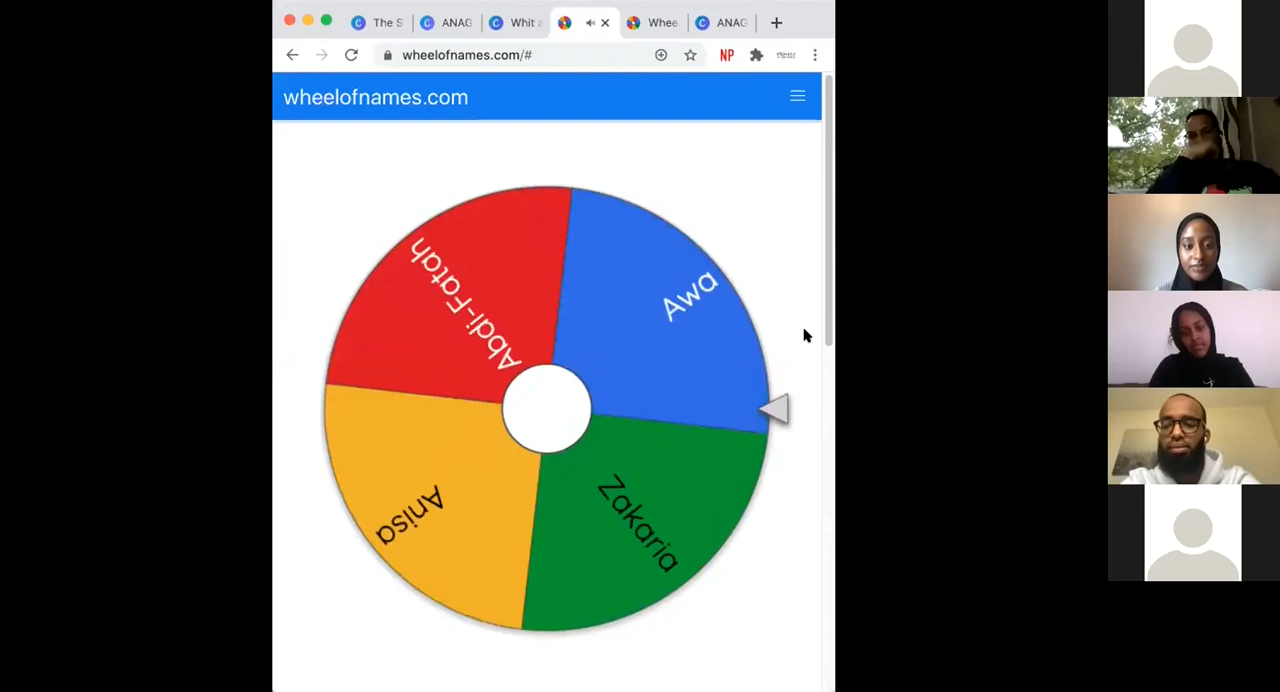 The S
ANAG
Whit a
Whee
ANAG
wheelofnames.com/#
NP
wheelofnames.com
Abdi-Fatah
Awa
Anisa
Zakaria